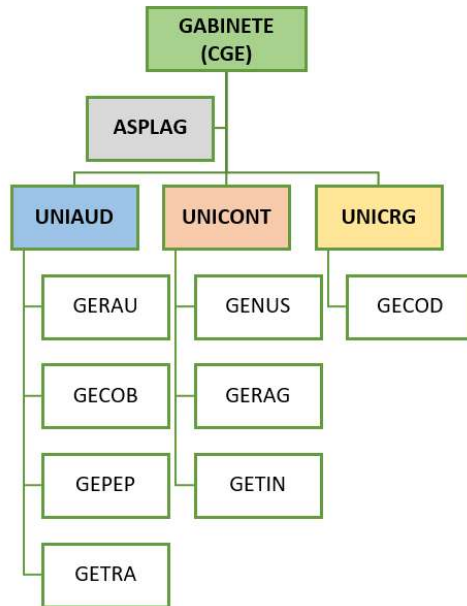 GABINETE
(CGE)
ASPLAG
UNIAUD
UNICONT
UNICRG
GERAU
GENUS
GECOD
GECOB
GERAG
GEPEP
GETIN
GETRA